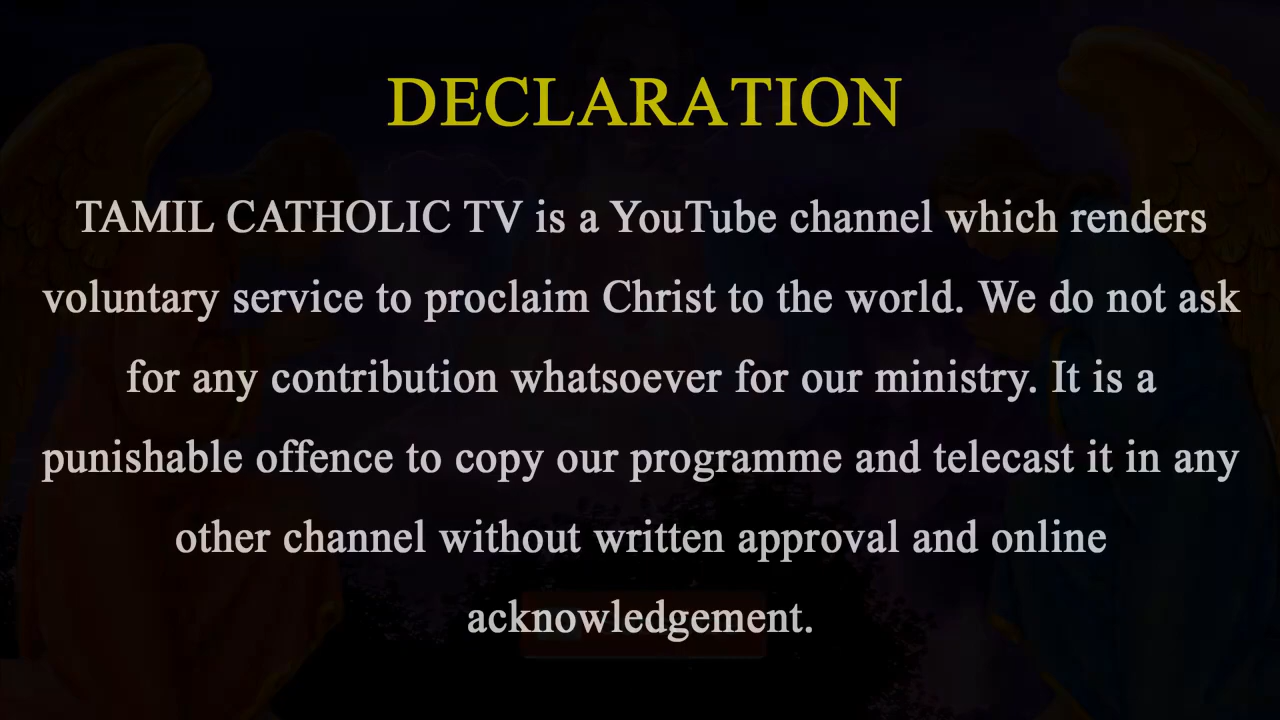 DECLARATION
TAMIL CATHOLIC TV is a YouTube channel which renders
voluntary service to proclaim Christ to the world. We do not ask
for any contribution whatsoever for our ministry. It is a
punishable offence to copy our programme and telecast it in any
other channel without written approval and online
acknowledgement.